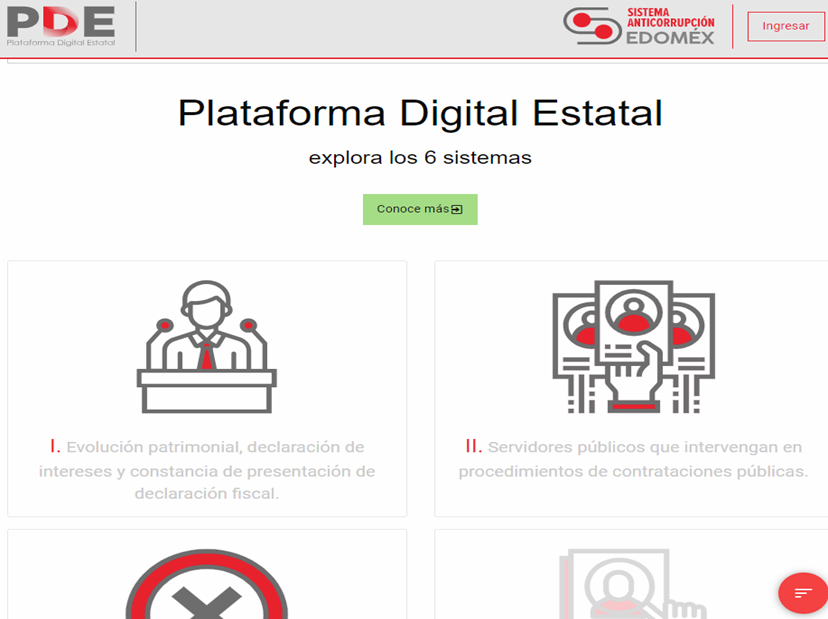 PDE
Plataforma Digital Estatal
SISTEMA
ANTICORRUPCIÓN
EDOMÉX
Ingresar
Plataforma Digital Estatal
explora los 6 sistemas
Conoce más
I. Evolución patrimonial, declaración de
intereses y constancia de presentación de
declaración fiscal.
II. Servidores públicos que intervengan en
procedimientos de contrataciones públicas.